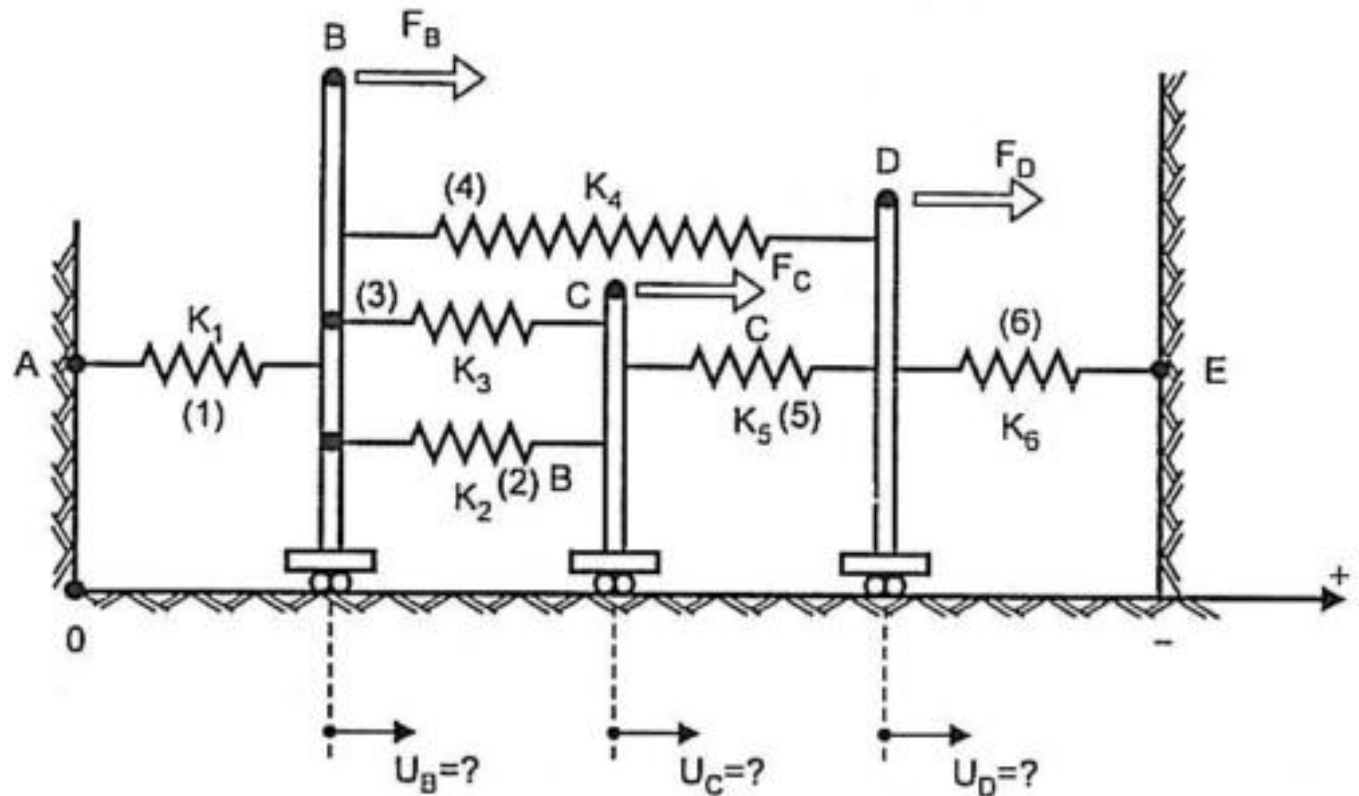 B F_B
D F_D
(4) K_4
F_C
C
(3)
K_1
K_3
C
(6)
A
E
(1)
K_5 (5)
K_6
K_2 (2) B
+
0
–
U_B=? U_C=? U_D=?